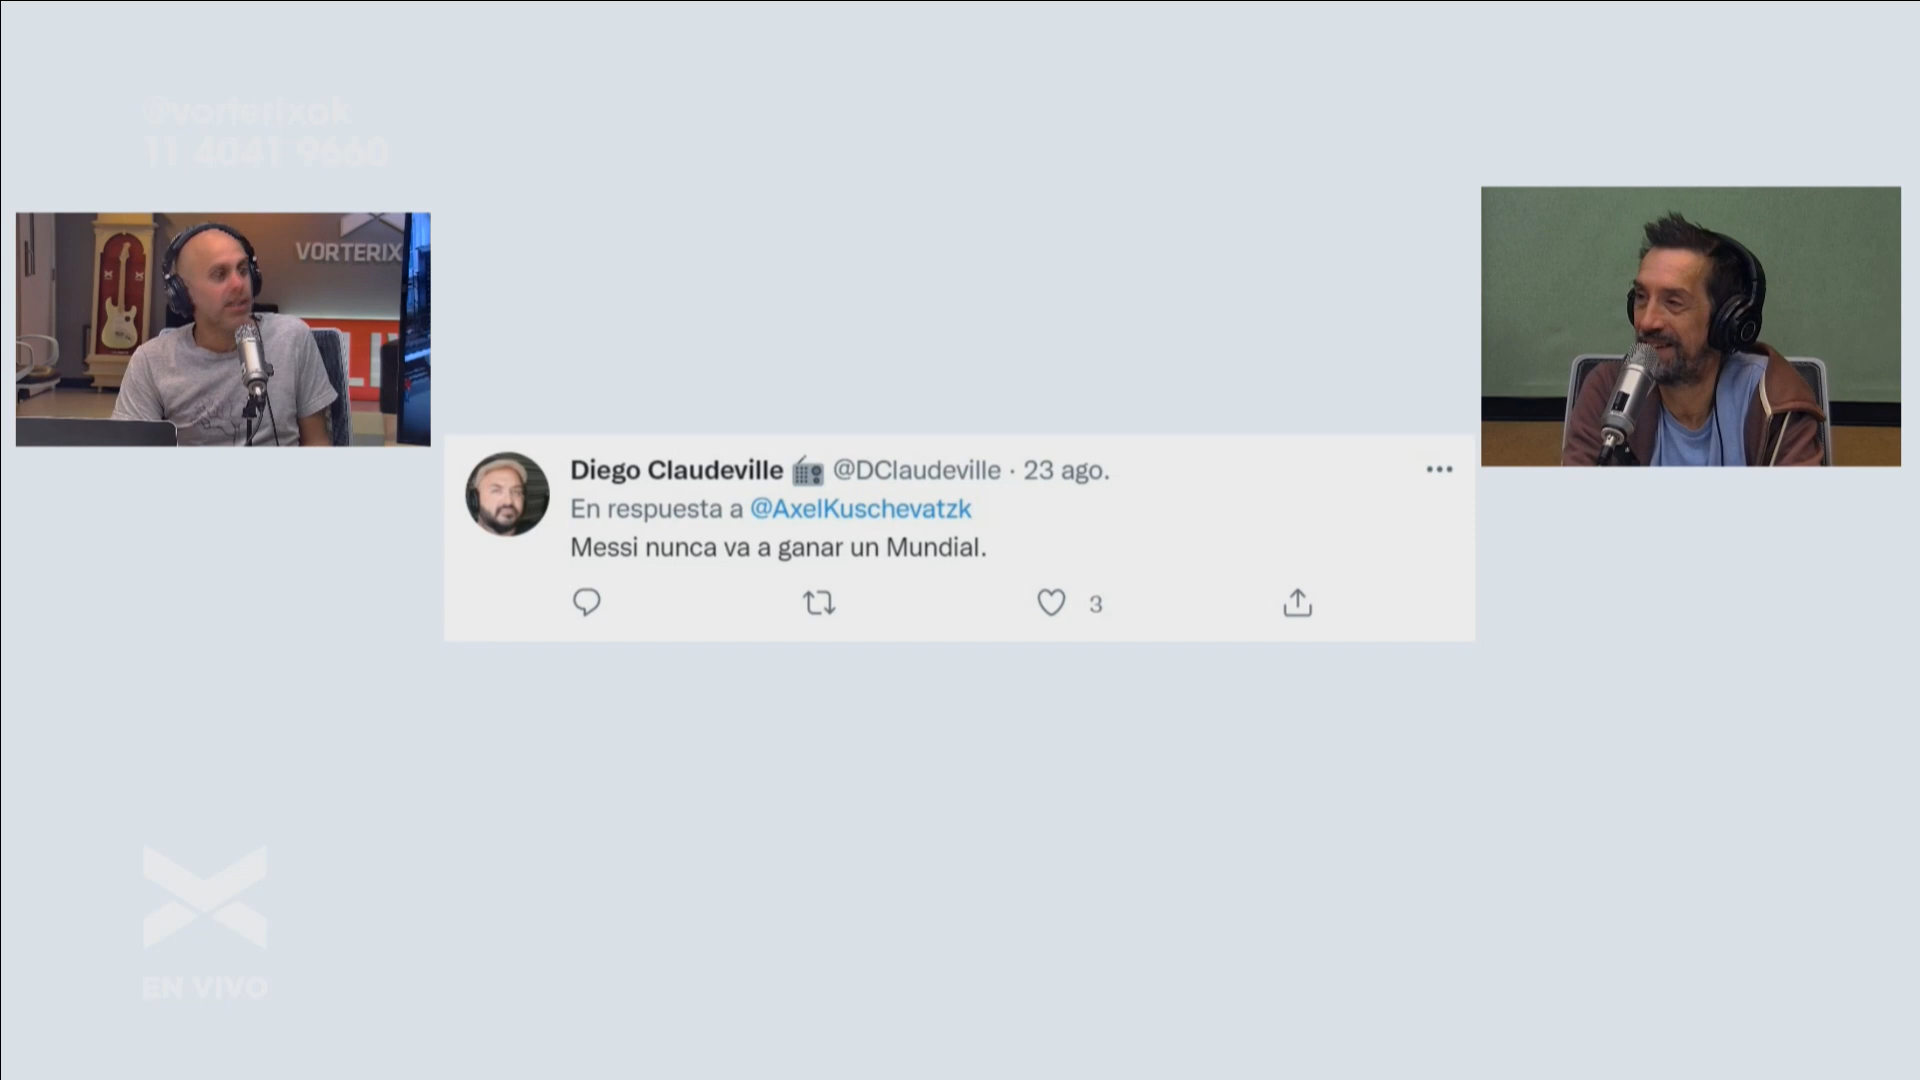 @vorterixok
11 4041 9660
VORTERIX
LI
Diego Claudeville 📻 @DClaudeville · 23 ago.
En respuesta a @AxelKuschevatzk
Messi nunca va a ganar un Mundial.
3
EN VIVO